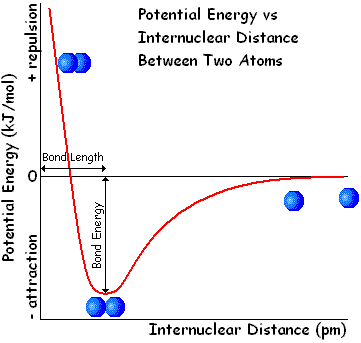 Potential Energy vs
Internuclear Distance
Between Two Atoms
Potential Energy (kJ/mol)
+ repulsion
0
- attraction
Bond Length
Bond Energy
Internuclear Distance (pm)